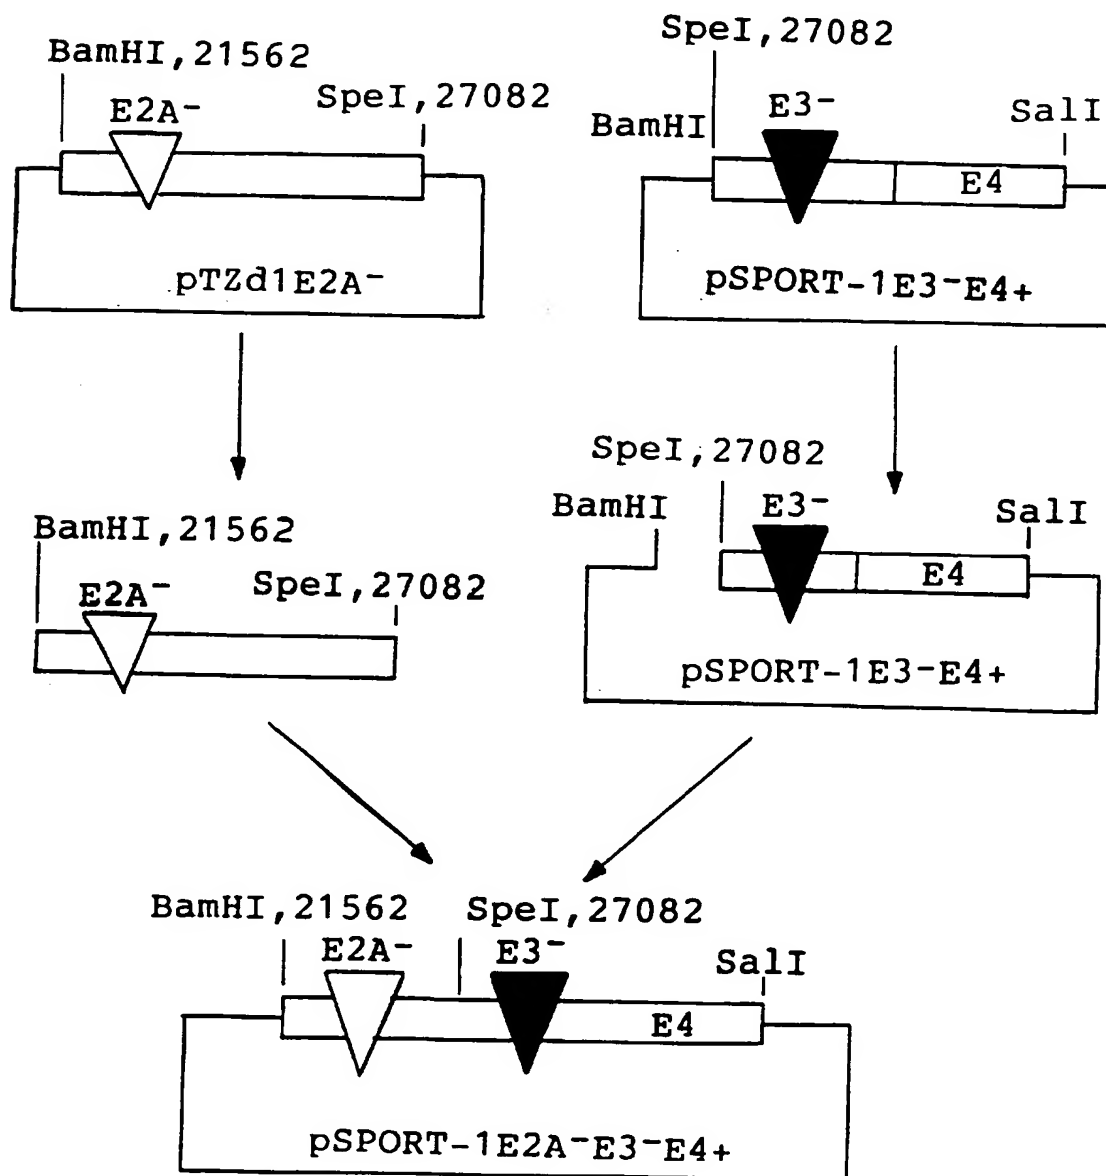 BamHI,21562
E2A-
SpeI,27082
pTZd1E2A-
SpeI,27082
BamHI
E3-
SalI
E4
pSPORT-1E3-E4+
BamHI,21562
E2A-
SpeI,27082
SpeI,27082
BamHI
E3-
SalI
E4
pSPORT-1E3-E4+
BamHI,21562
SpeI,27082
E2A-
E3-
SalI
E4
pSPORT-1E2A-E3-E4+